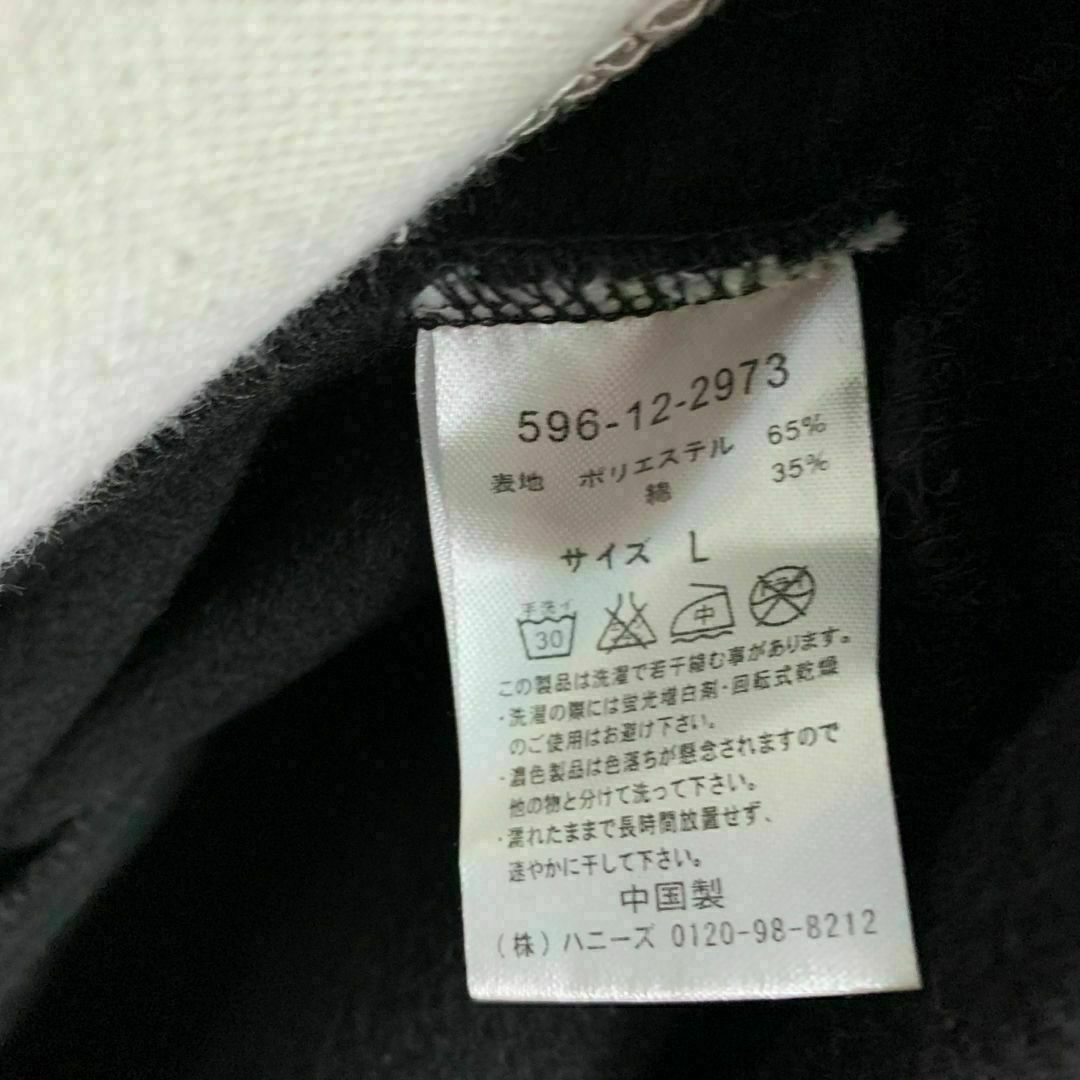 596-12-2973
表地 ポリエステル 65%
綿 35%
サイズ L
手洗イ 30 中 ドライ
この製品は洗濯で若干縮む事があります。
・洗濯の際には蛍光増白剤・回転式乾燥
のご使用はお避け下さい。
・濃色製品は色落ちが懸念されますので
他の物と分けて洗って下さい。
・濡れたままで長時間放置せず、
速やかに干して下さい。
中国製
(株)ハニーズ 0120-98-8212